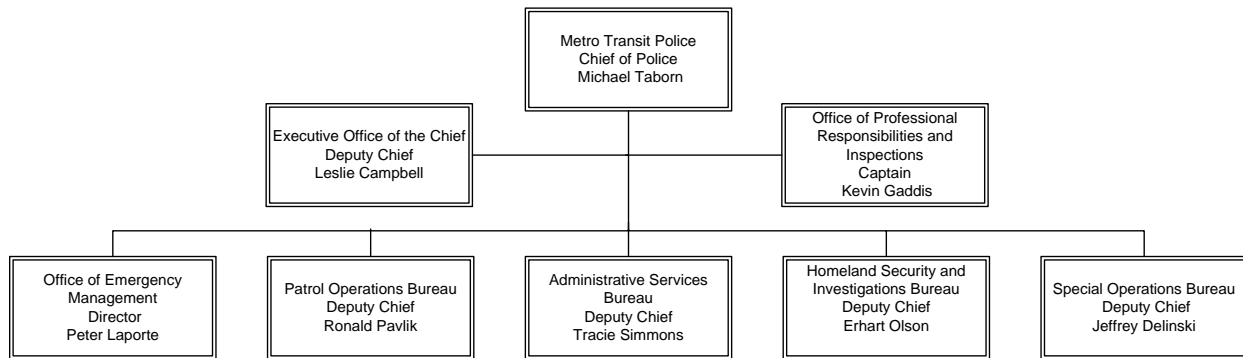 Metro Transit Police
Chief of Police
Michael Taborn
Executive Office of the Chief
Deputy Chief
Leslie Campbell
Office of Professional
Responsibilities and
Inspections
Captain
Kevin Gaddis
Office of Emergency
Management
Director
Peter Laporte
Patrol Operations Bureau
Deputy Chief
Ronald Pavlik
Administrative Services
Bureau
Deputy Chief
Tracie Simmons
Homeland Security and
Investigations Bureau
Deputy Chief
Erhart Olson
Special Operations Bureau
Deputy Chief
Jeffrey Delinski